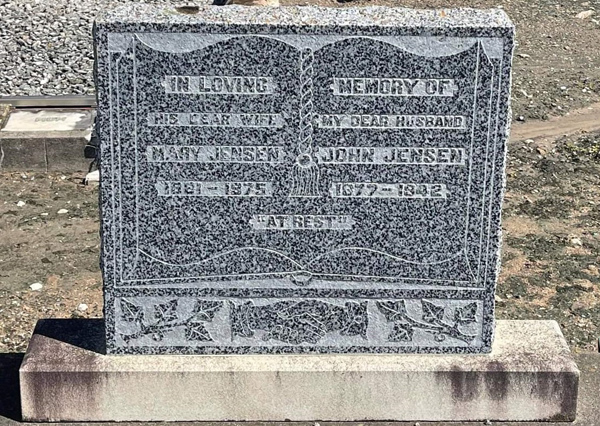 IN LOVING MEMORY OF
HIS DEAR WIFE MY DEAR HUSBAND
MARY JENSEN JOHN JENSEN
1881 – 1975 1877 – 1942
"AT REST"